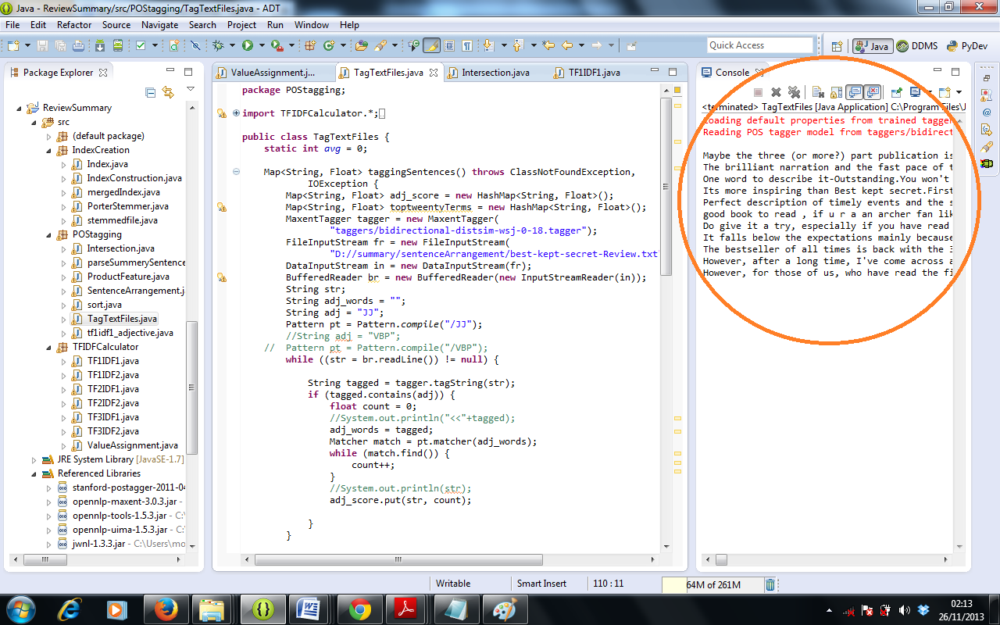 Java - ReviewSummary/src/POStagging/TagTextFiles.java - ADT
File Edit Refactor Source Navigate Search Project Run Window Help
Quick Access
Java DDMS PyDev
Package Explorer
ReviewSummary
src
(default package)
IndexCreation
Index.java
IndexConstruction.java
mergedIndex.java
PorterStemmer.java
stemmedfile.java
POStagging
Intersection.java
parseSummerySentence
ProductFeature.java
SentenceArrangement.j
sort.java
TagTextFiles.java
tf1idf1_adjective.java
TFIDFCalculator
TF1IDF1.java
TF1IDF2.java
TF2IDF1.java
TF2IDF2.java
TF3IDF1.java
TF3IDF2.java
ValueAssignment.java
JRE System Library [JavaSE-1.7]
Referenced Libraries
stanford-postagger-2011-04
opennlp-maxent-3.0.3.jar -
opennlp-tools-1.5.3.jar - C:\
opennlp-uima-1.5.3.jar - C:
jwnl-1.3.3.jar - C:\Users\mo
ValueAssignment.j... TagTextFiles.java Intersection.java TF1IDF1.java
package POStagging;
import TFIDFCalculator.*;
public class TagTextFiles {
static int avg = 0;
Map<String, Float> taggingSentences() throws ClassNotFoundException,
IOException {
Map<String, Float> adj_score = new HashMap<String, Float>();
Map<String, Float> toptweentyTerms = new HashMap<String, Float>();
MaxentTagger tagger = new MaxentTagger(
"taggers/bidirectional-distsim-wsj-0-18.tagger");
FileInputStream fr = new FileInputStream(
"D://summary/sentenceArrangement/best-kept-secret-Review.txt"
DataInputStream in = new DataInputStream(fr);
BufferedReader br = new BufferedReader(new InputStreamReader(in));
String str;
String adj_words = "";
String adj = "JJ";
Pattern pt = Pattern.compile("/JJ");
//String adj = "VBP";
// Pattern pt = Pattern.compile("/VBP");
while ((str = br.readLine()) != null) {
String tagged = tagger.tagString(str);
if (tagged.contains(adj)) {
float count = 0;
//System.out.println("<<"+tagged);
adj_words = tagged;
Matcher match = pt.matcher(adj_words);
while (match.find()) {
count++;
}
//System.out.println(str);
adj_score.put(str, count);
}
}
Console
<terminated> TagTextFiles [Java Application] C:\Program Files\J
Loading default properties from trained tagge
Reading POS tagger model from taggers/bidirect
Maybe the three (or more?) part publication is
The brilliant narration and the fast pace of t
One word to describe it-Outstanding.You won't
Its more inspiring than Best kept secret.First
Perfect description of timely events and the s
good book to read , if u r a an archer fan lik
Do give it a try, especially if you have read
It falls below the expectations mainly because
The bestseller of all times is back with the 3
However, after a long time, I've come across a
However, for those of us, who have read the fi
Writable Smart Insert 110 : 11 64M of 261M
02:13
26/11/2013